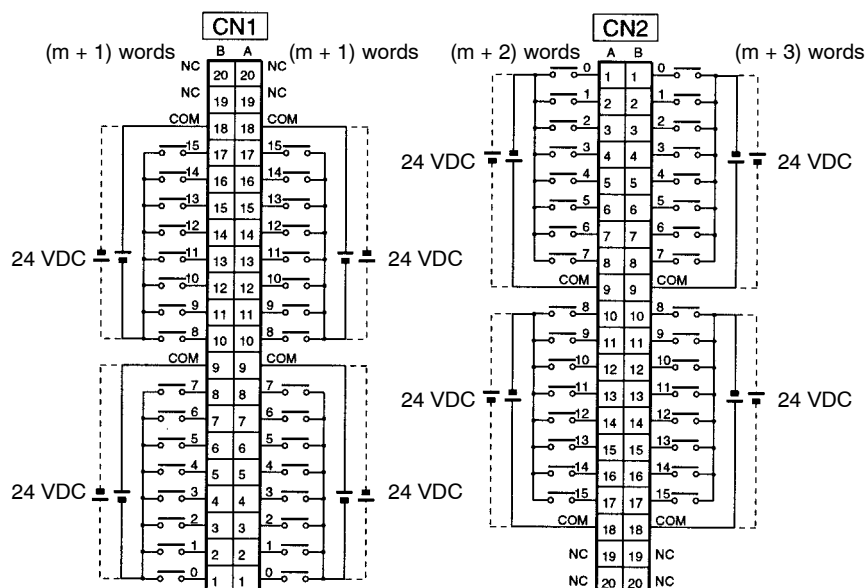 CN1
(m + 1) words B A (m + 1) words
NC 20 20 NC
NC 19 19 NC
COM 18 18 COM
15 17 17 15
14 16 16 14
13 15 15 13
12 14 14 12
24 VDC 11 13 13 11 24 VDC
10 12 12 10
9 11 11 9
8 10 10 8
COM 9 9 COM
7 8 8 7
6 7 7 6
5 6 6 5
4 5 5 4
24 VDC 3 4 4 3 24 VDC
2 3 3 2
1 2 2 1
0 1 1 0
CN2
(m + 2) words A B (m + 3) words
0 1 1 0
1 2 2 1
2 3 3 2
24 VDC 3 4 4 3 24 VDC
4 5 5 4
5 6 6 5
6 7 7 6
7 8 8 7
COM 9 9 COM
8 10 10 8
9 11 11 9
10 12 12 10
24 VDC 11 13 13 11 24 VDC
12 14 14 12
13 15 15 13
14 16 16 14
15 17 17 15
COM 18 18 COM
NC 19 19 NC
NC 20 20 NC